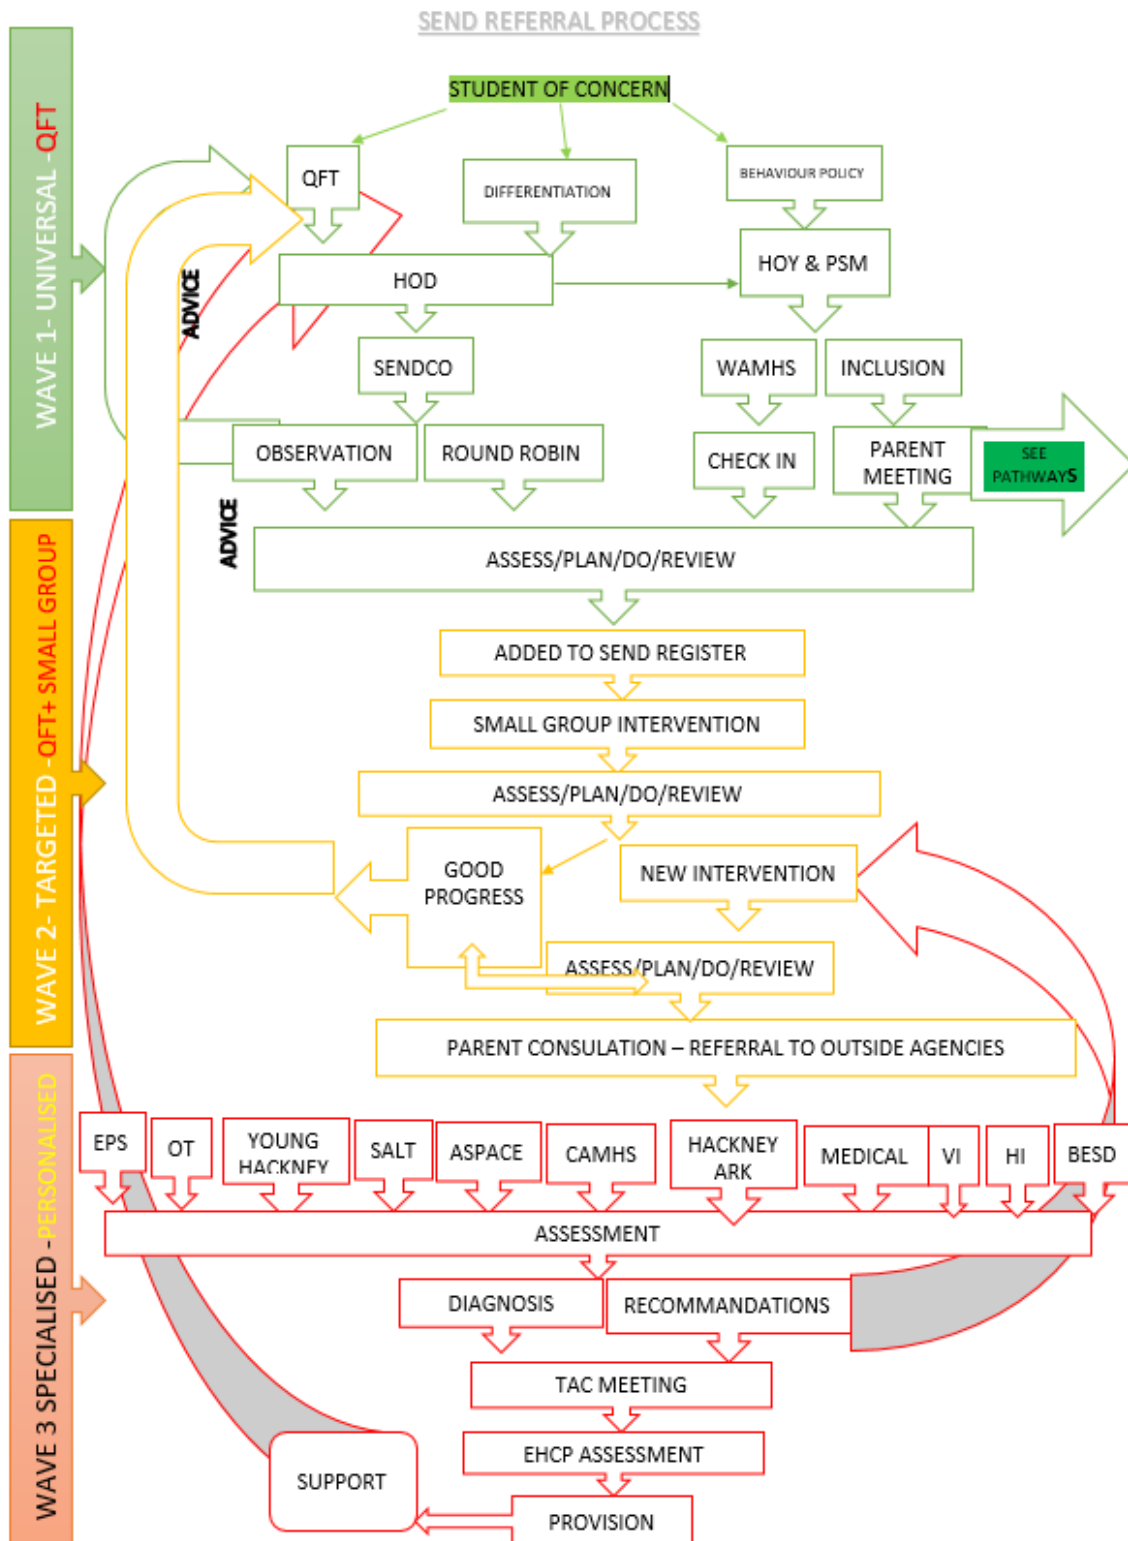 SEND REFERRAL PROCESS
STUDENT OF CONCERN
WAVE 1- UNIVERSAL -QFT
QFT
DIFFERENTIATION
BEHAVIOUR POLICY
HOD
HOY & PSM
ADVICE
SENDCO
WAMHS
INCLUSION
OBSERVATION
ROUND ROBIN
CHECK IN
PARENT
MEETING
SEE
PATHWAYS
ADVICE
ASSESS/PLAN/DO/REVIEW
WAVE 2- TARGETED -QFT+ SMALL GROUP
ADDED TO SEND REGISTER
SMALL GROUP INTERVENTION
ASSESS/PLAN/DO/REVIEW
GOOD
PROGRESS
NEW INTERVENTION
ASSESS/PLAN/DO/REVIEW
PARENT CONSULATION – REFERRAL TO OUTSIDE AGENCIES
WAVE 3 SPECIALISED -PERSONALISED
EPS
OT
YOUNG
HACKNEY
SALT
ASPACE
CAMHS
HACKNEY
ARK
MEDICAL
VI
HI
BESD
ASSESSMENT
DIAGNOSIS
RECOMMANDATIONS
TAC MEETING
EHCP ASSESSMENT
SUPPORT
PROVISION